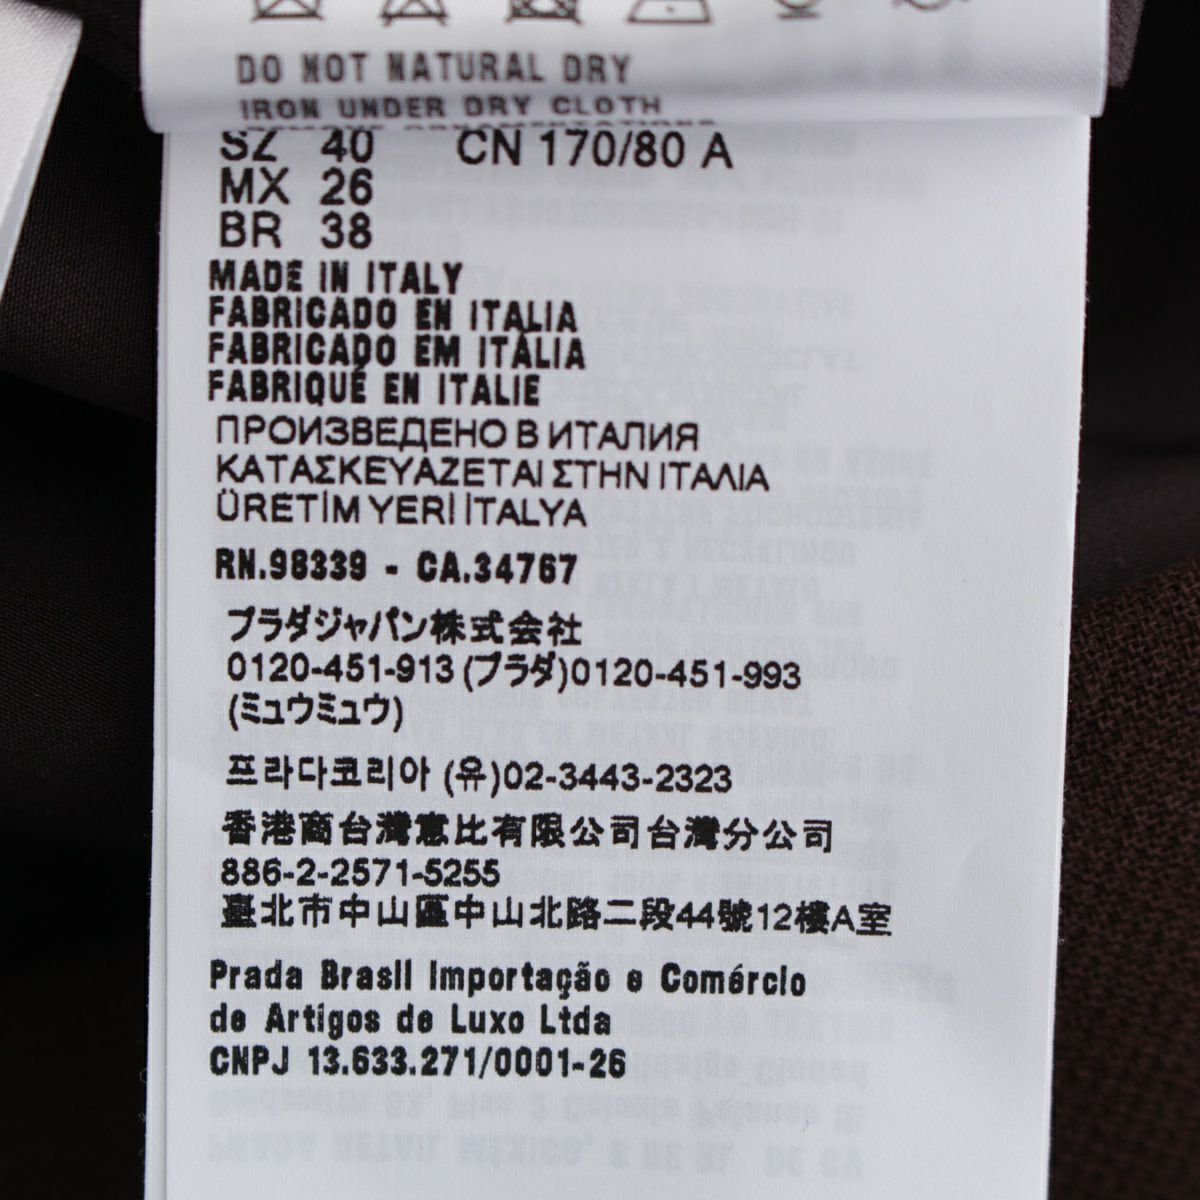 DO NOT NATURAL DRY
IRON UNDER DRY CLOTH
SZ 40 CN 170/80 A
MX 26
BR 38
MADE IN ITALY
FABRICADO EN ITALIA
FABRICADO EM ITÁLIA
FABRIQUÉ EN ITALIE
ПРОИЗВЕДЕНО В ИТАЛИЯ
ΚΑΤΑΣΚΕΥΑΖΕΤΑΙ ΣΤΗΝ ΙΤΑΛΙΑ
ÜRETİM YERİ İTALYA
RN.98339 - CA.34767
プラダジャパン株式会社
0120-451-913 (プラダ)0120-451-993
(ミュウミュウ)
프라다코리아 (유)02-3443-2323
香港商台灣意比有限公司台灣分公司
886-2-2571-5255
臺北市中山區中山北路二段44號12樓A室
Prada Brasil Importação e Comércio
de Artigos de Luxo Ltda
CNPJ 13.633.271/0001-26